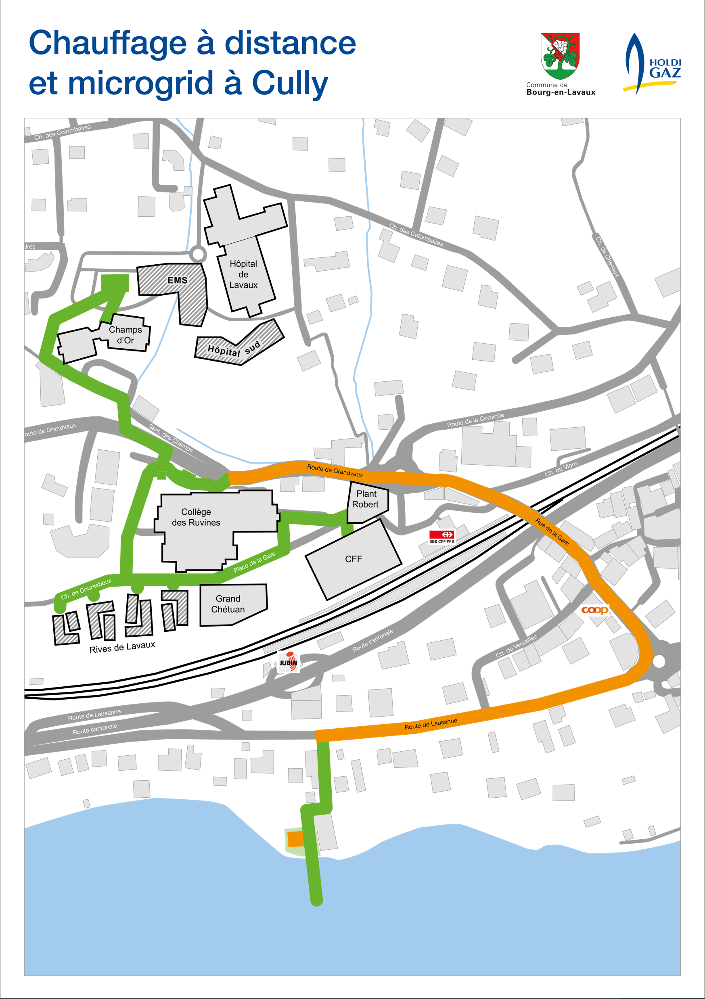 Chauffage à distance
et microgrid à Cully
Commune de
Bourg-en-Lavaux
HOLDI
GAZ
Ch. des Colombaires
Ch. des Colombaires
Ch. de Chenaux
aires
EMS
Hôpital
de
Lavaux
Champs
d'Or
Hôpital sud
oute de Grandvaux
Sent. des Champs
Route de la Corniche
Route de Grandvaux
Ch. du Vigny
Plant
Robert
Collège
des Ruvines
Rue de la Gare
SBB CFF FFS
CFF
Place de la Gare
Ch. de Courseboux
Grand
Chétuan
coop
Rives de Lavaux
Route cantonale
Ch. de Versailles
JUBIN
Route de Lausanne
Route cantonale
Route de Lausanne